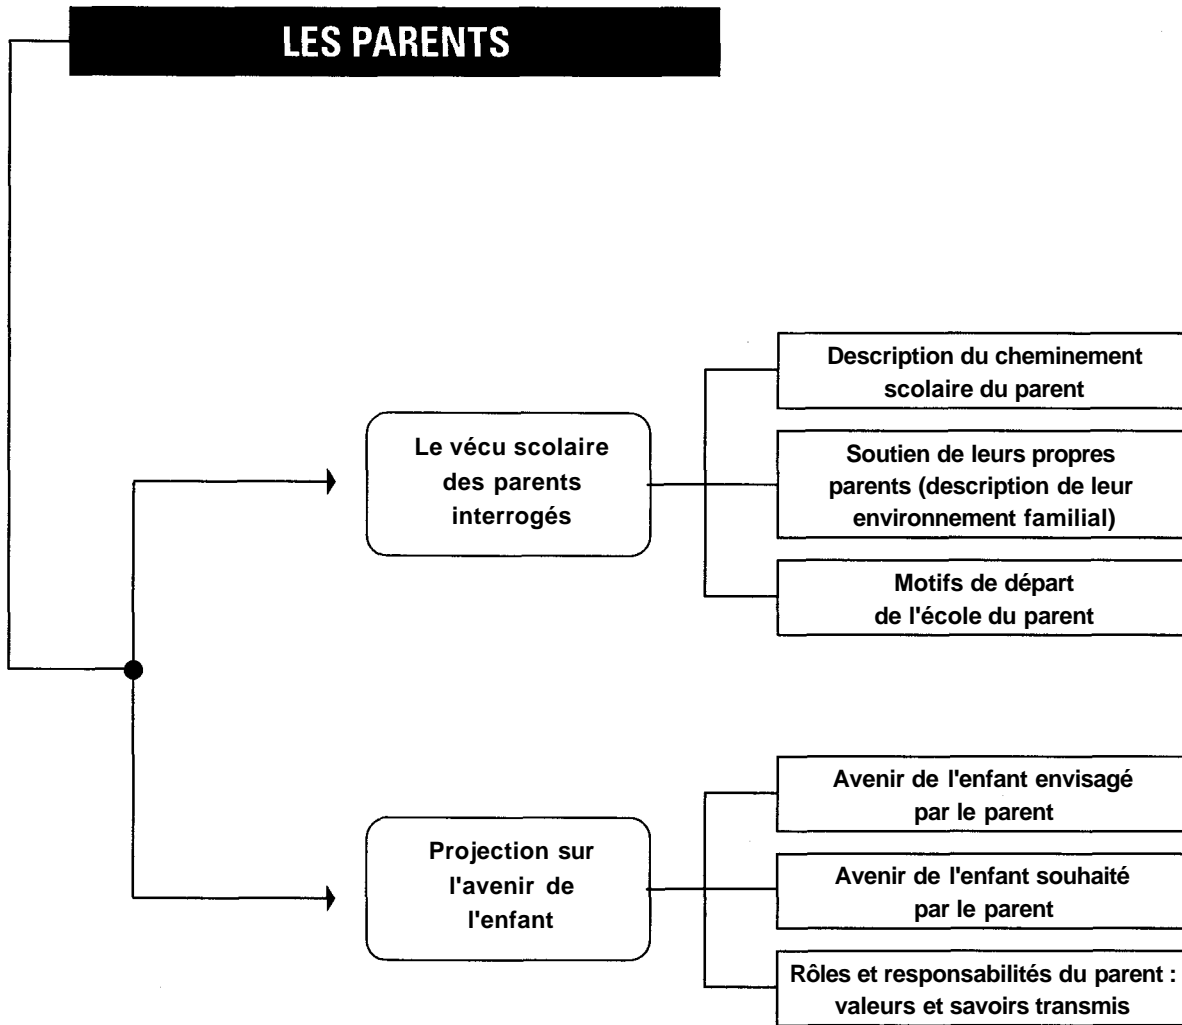 LES PARENTS
Description du cheminement
scolaire du parent
Le vécu scolaire
des parents
interrogés
Soutien de leurs propres
parents (description de leur
environnement familial)
Motifs de départ
de l'école du parent
Avenir de l'enfant envisagé
par le parent
Projection sur
l'avenir de
l'enfant
Avenir de l'enfant souhaité
par le parent
Rôles et responsabilités du parent :
valeurs et savoirs transmis